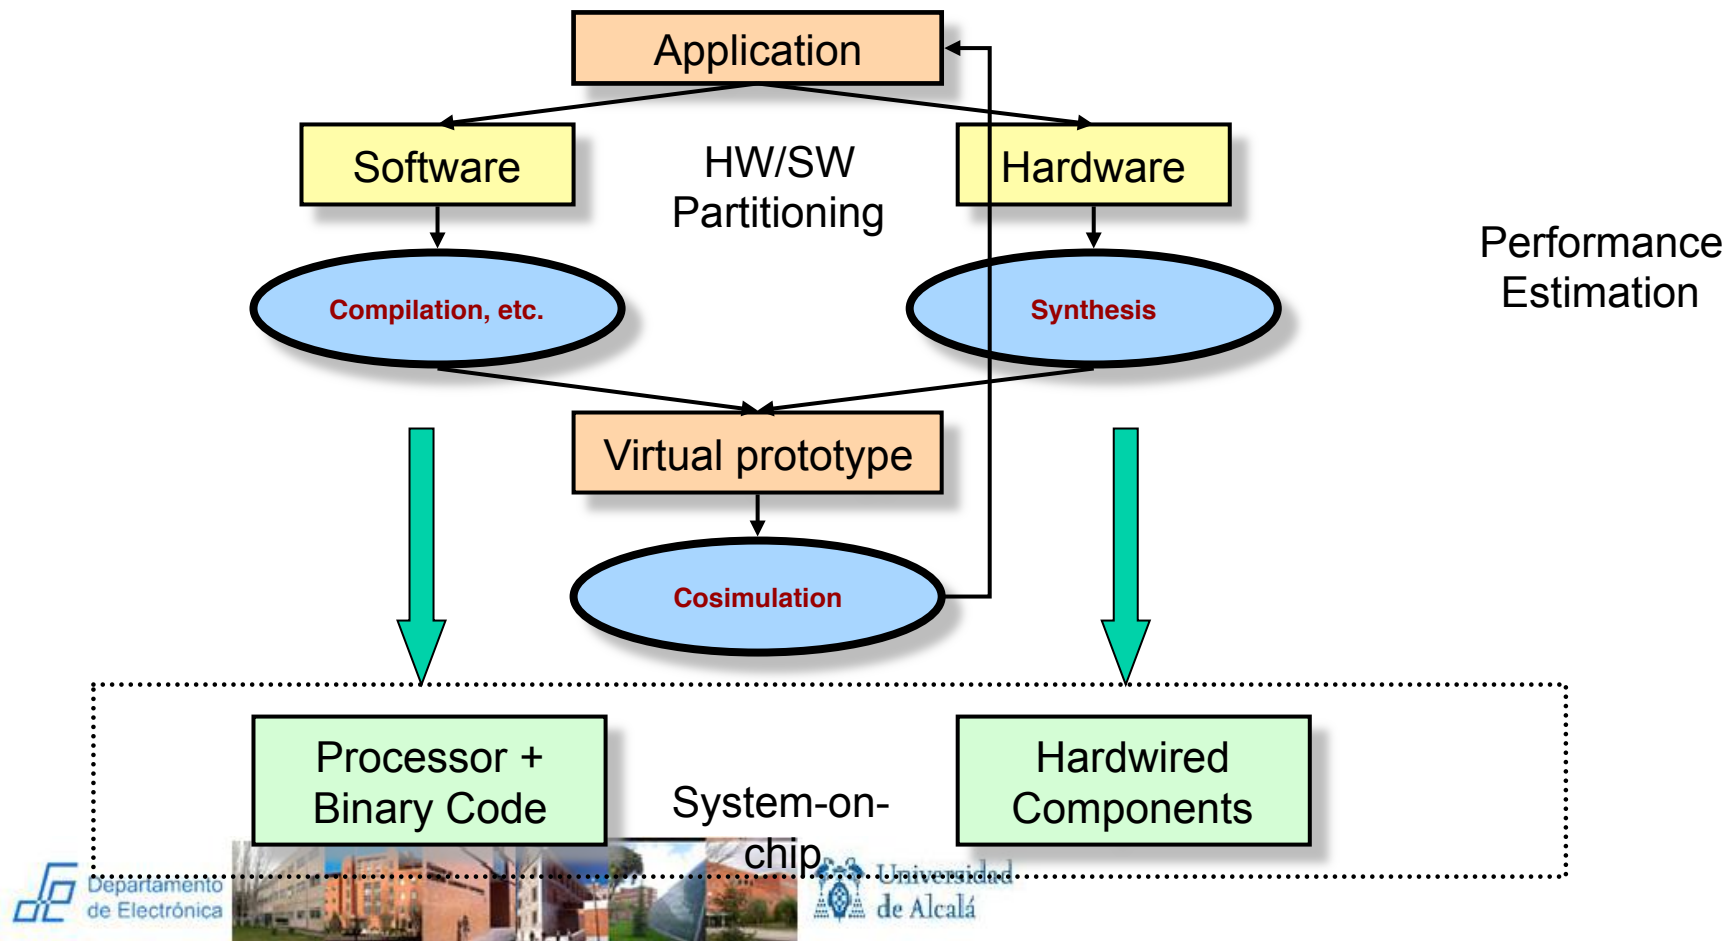 Application
Software
HW/SW
Partitioning
Hardware
Performance
Estimation
Compilation, etc.
Synthesis
Virtual prototype
Cosimulation
Processor +
Binary Code
System-on-
chip
Hardwired
Components
Departamento
de Electrónica
Universidad
de Alcalá